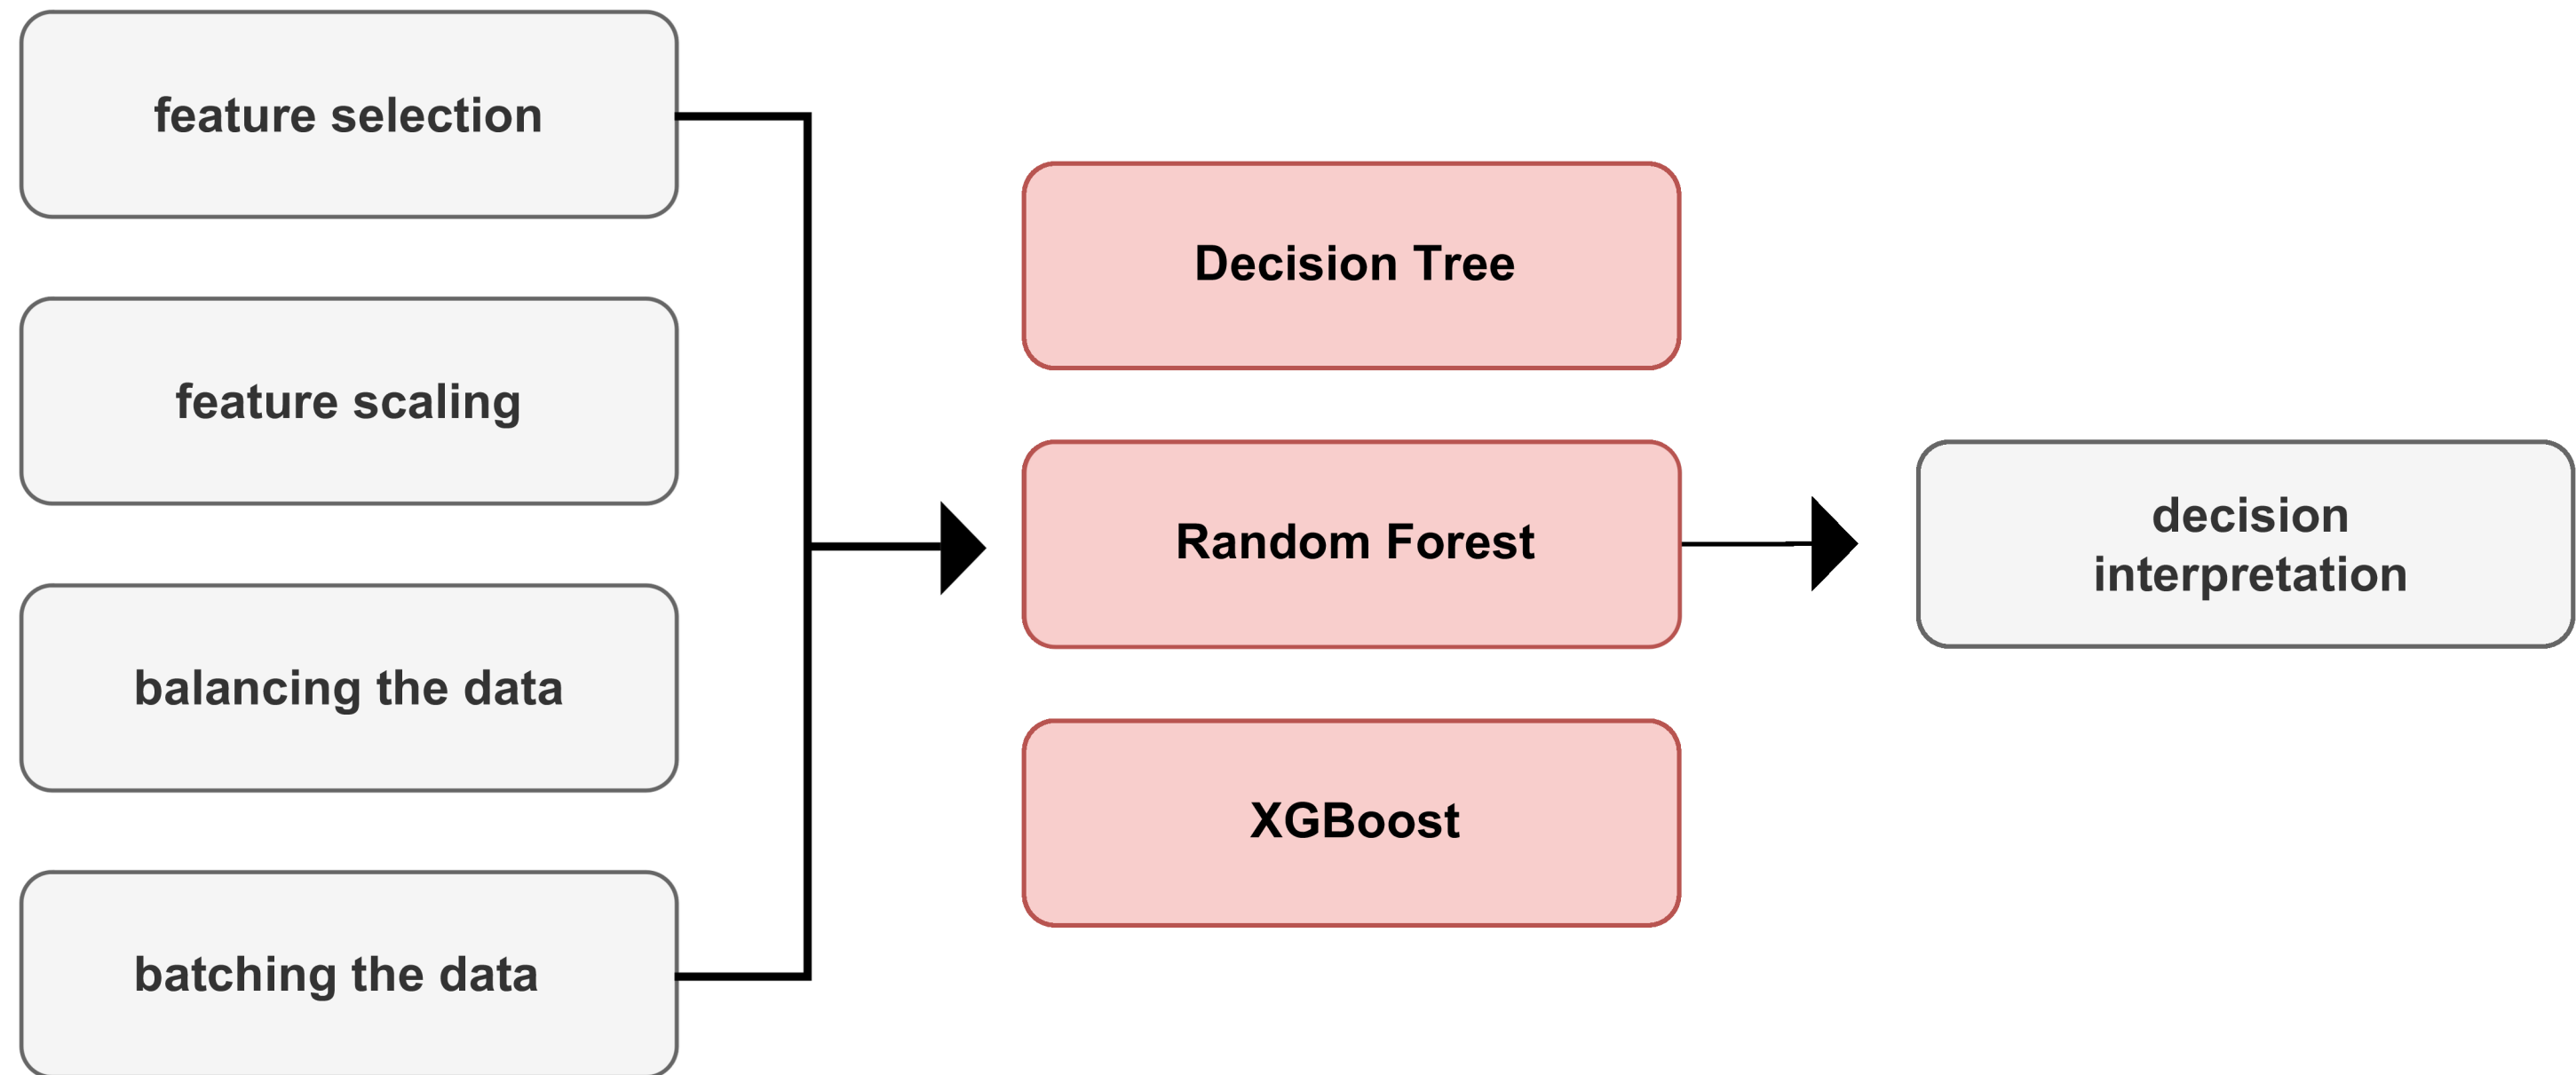 feature selection
feature scaling
balancing the data
batching the data
Decision Tree
Random Forest
XGBoost
decision
interpretation